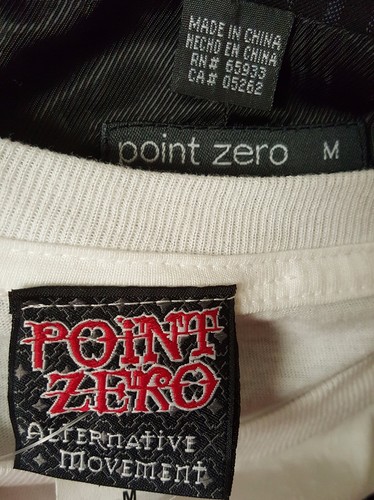 MADE IN CHINA
HECHO EN CHINA
RN# 65933
CA# 05262
point zero M
POINT
ZERO
ALTERNATIVE
MOVEMENT
M